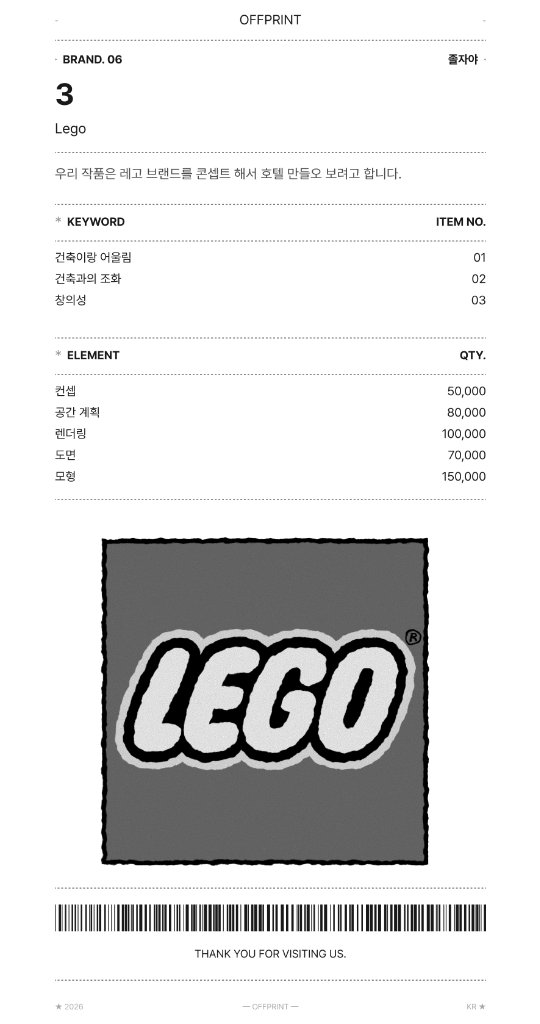 OFFPRINT
BRAND. 06 졸자야
3
Lego
우리 작품은 레고 브랜드를 콘셉트 해서 호텔 만들오 보려고 합니다.
* KEYWORD ITEM NO.
건축이랑 어울림 01
건축과의 조화 02
창의성 03
* ELEMENT QTY.
컨셉 50,000
공간 계획 80,000
렌더링 100,000
도면 70,000
모형 150,000
LEGO ®
THANK YOU FOR VISITING US.
★ 2026 — OFFPRINT — KR ★